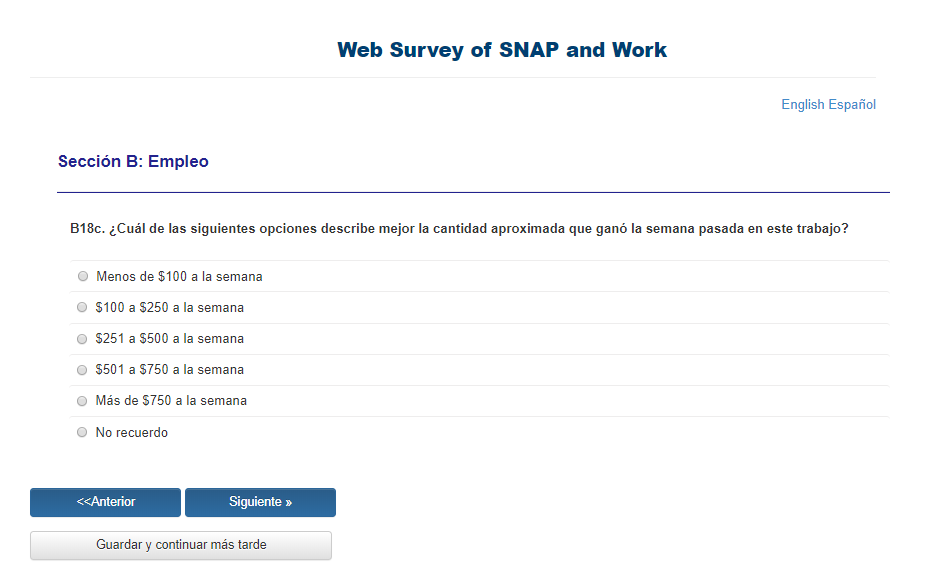 Web Survey of SNAP and Work
English Español
Sección B: Empleo
B18c. ¿Cuál de las siguientes opciones describe mejor la cantidad aproximada que ganó la semana pasada en este trabajo?
Menos de $100 a la semana
$100 a $250 a la semana
$251 a $500 a la semana
$501 a $750 a la semana
Más de $750 a la semana
No recuerdo
<<Anterior Siguiente »
Guardar y continuar más tarde